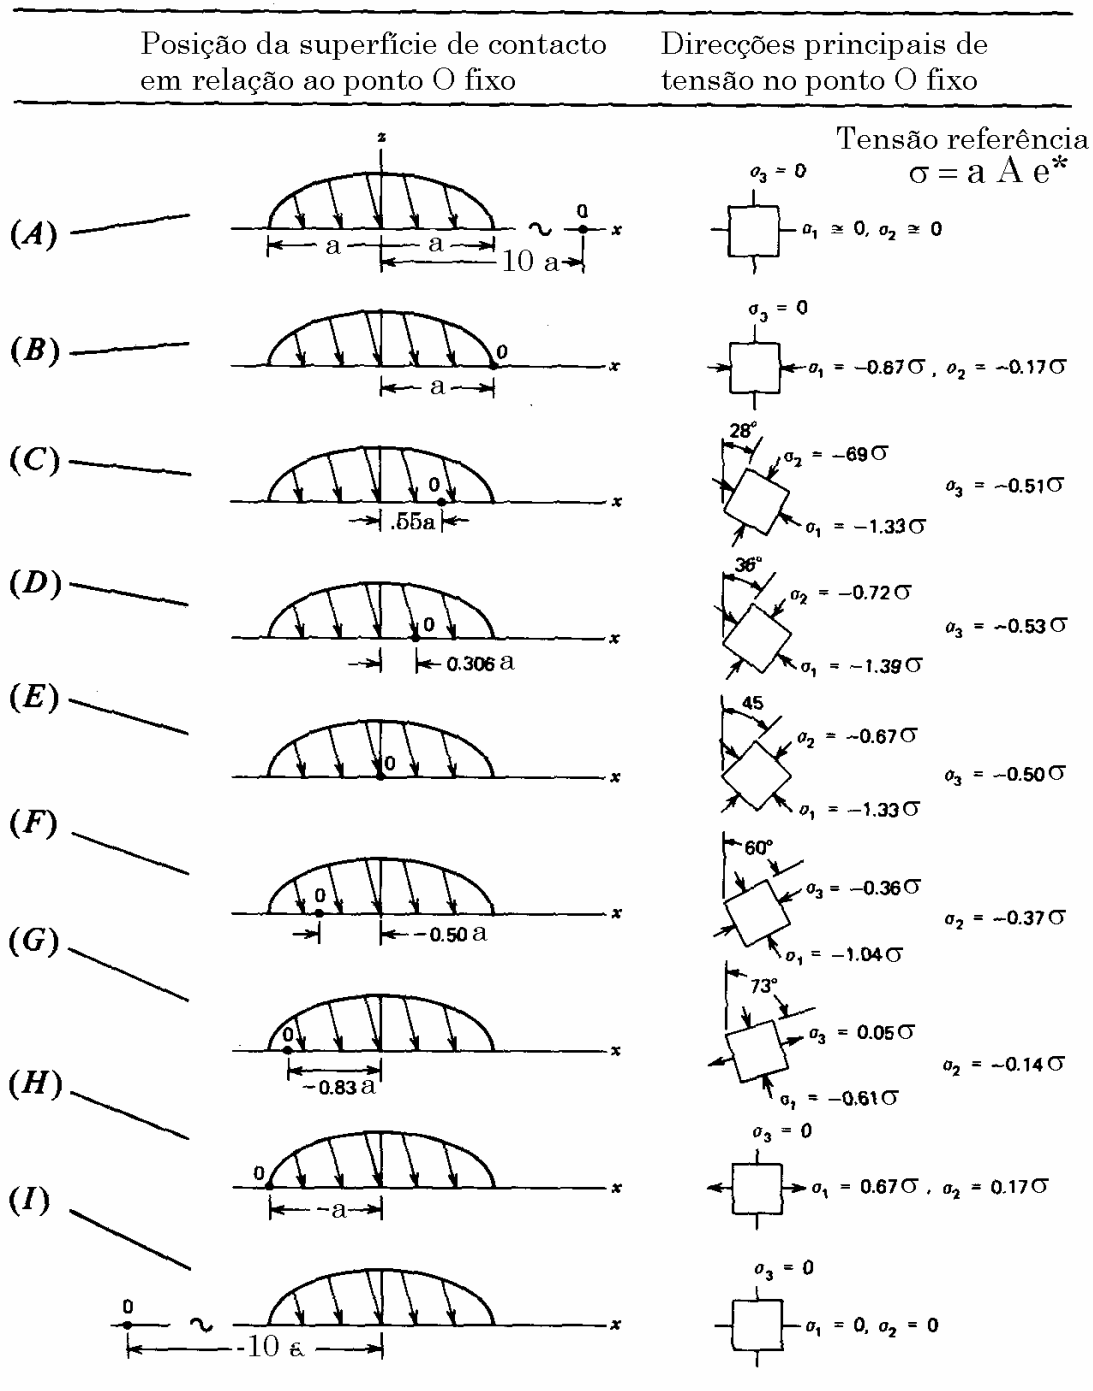 Posição da superfície de contacto
em relação ao ponto O fixo
Direcções principais de
tensão no ponto O fixo
Tensão referência
σ = a A e*
(A)
z
a
a
10 a
0
x
σ3 = 0
σ1 ≅ 0, σ2 ≅ 0
(B)
0
x
a
σ3 = 0
σ1 = -0.67σ, σ2 = -0.17σ
(C)
0
x
.55a
28°
σ2 = -69σ
σ1 = -1.33σ
σ3 = -0.51σ
(D)
0
x
0.306 a
36°
σ2 = -0.72σ
σ1 = -1.39σ
σ3 = -0.53σ
(E)
0
x
45
σ2 = -0.67σ
σ1 = -1.33σ
σ3 = -0.50σ
(F)
0
x
-0.50 a
60°
σ3 = -0.36σ
σ1 = -1.04σ
σ2 = -0.37σ
(G)
0
x
-0.83 a
73°
σ3 = 0.05σ
σ1 = -0.61σ
σ2 = -0.14σ
(H)
0
x
-a
σ3 = 0
σ1 = 0.67σ, σ2 = 0.17σ
(I)
0
x
-10 a
σ3 = 0
σ1 = 0, σ2 = 0